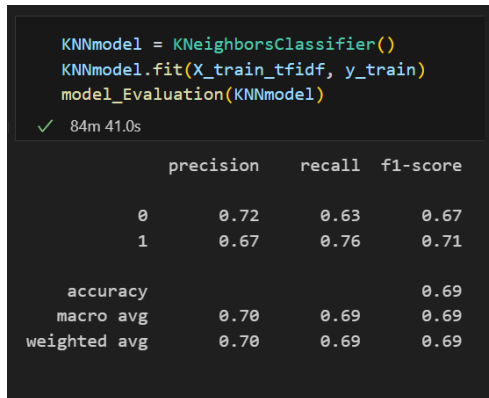 KNNmodel = KNeighborsClassifier()
KNNmodel.fit(X_train_tfidf, y_train)
model_Evaluation(KNNmodel)
✓ 84m 41.0s
precision recall f1-score
0 0.72 0.63 0.67
1 0.67 0.76 0.71
accuracy 0.69
macro avg 0.70 0.69 0.69
weighted avg 0.70 0.69 0.69